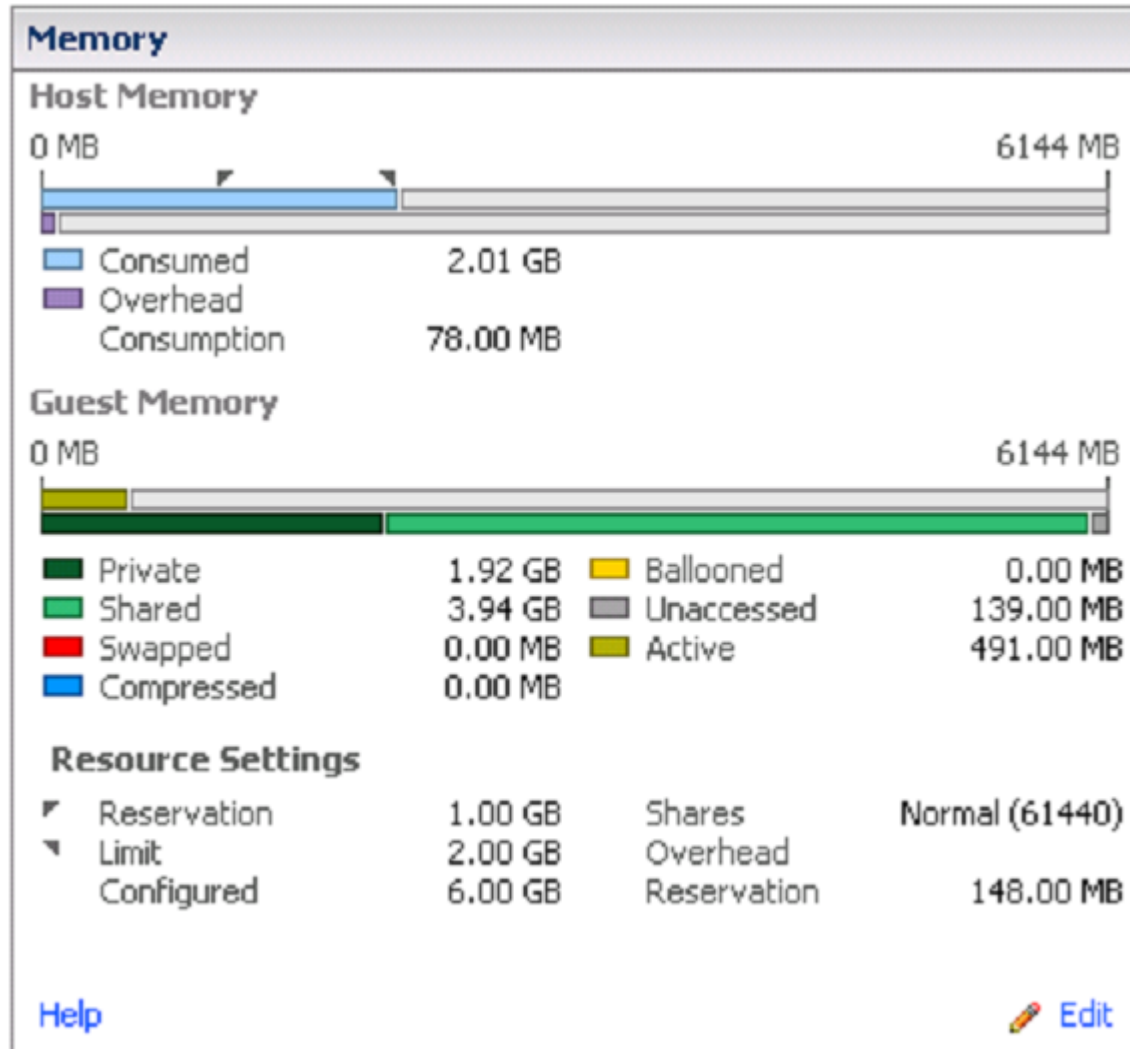 Memory
Host Memory
0 MB 6144 MB
Consumed 2.01 GB
Overhead
Consumption 78.00 MB
Guest Memory
0 MB 6144 MB
Private 1.92 GB Ballooned 0.00 MB
Shared 3.94 GB Unaccessed 139.00 MB
Swapped 0.00 MB Active 491.00 MB
Compressed 0.00 MB
Resource Settings
Reservation 1.00 GB Shares Normal (61440)
Limit 2.00 GB Overhead
Configured 6.00 GB Reservation 148.00 MB
Help Edit